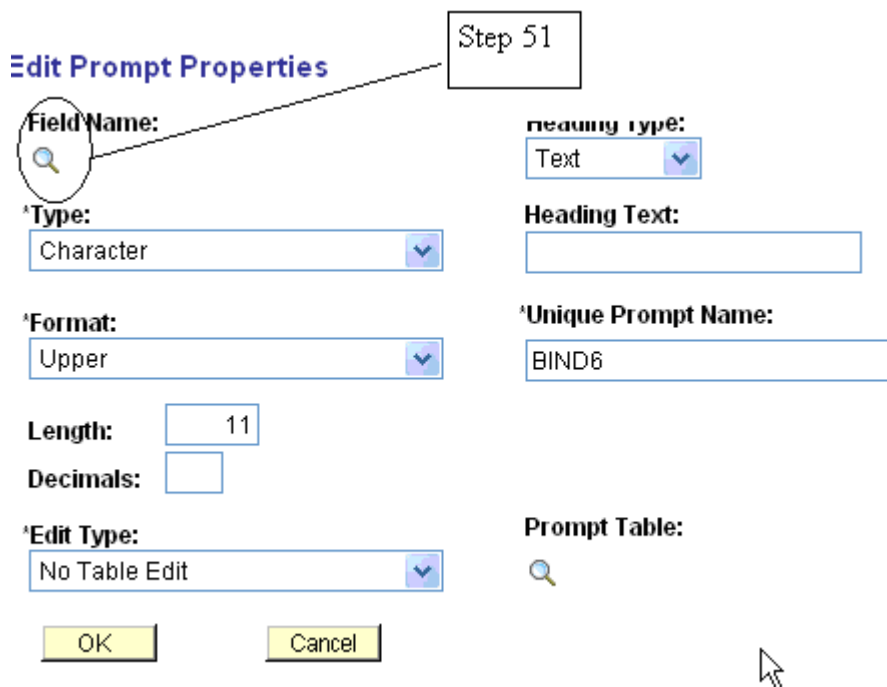 Step 51
Edit Prompt Properties
Field Name:
Heading Type:
Text
*Type:
Character
Heading Text:
*Format:
Upper
*Unique Prompt Name:
BIND6
Length:
11
Decimals:
*Edit Type:
No Table Edit
Prompt Table:
OK
Cancel